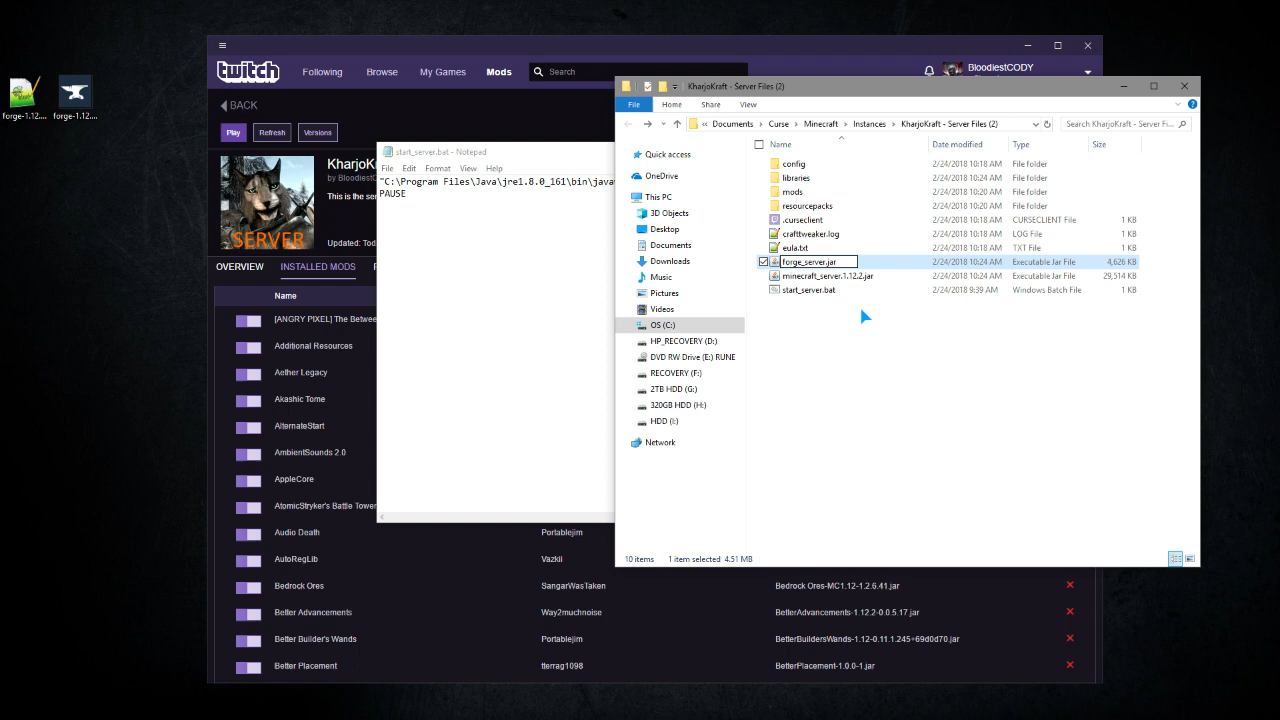 forge-1.12....
forge-1.12....
twitch
Following
Browse
My Games
Mods
Search
BloodiestCODY
BACK
Play
Refresh
Versions
KharjoK
by Bloodiest
This is the ser
Updated: Tod
SERVER
OVERVIEW
INSTALLED MODS
Name
[ANGRY PIXEL] The Betwee
Additional Resources
Aether Legacy
Akashic Tome
AlternateStart
AmbientSounds 2.0
AppleCore
AtomicStryker's Battle Tower
Audio Death
Portablejim
AutoRegLib
Vazkii
Bedrock Ores
SangarWasTaken
Bedrock Ores-MC1.12-1.2.6.41.jar
Better Advancements
Way2muchnoise
BetterAdvancements-1.12.2-0.0.5.17.jar
Better Builder's Wands
Portablejim
BetterBuildersWands-1.12-0.11.1.245+69d0d70.jar
Better Placement
tterrag1098
BetterPlacement-1.0.0-1.jar
start_server.bat - Notepad
File Edit Format View Help
"C:\Program Files\Java\jre1.8.0_161\bin\java
PAUSE
KharjoKraft - Server Files (2)
File
Home
Share
View
« Documents > Curse > Minecraft > Instances > KharjoKraft - Server Files (2)
Search KharjoKraft - Server Fi...
Quick access
OneDrive
This PC
3D Objects
Desktop
Documents
Downloads
Music
Pictures
Videos
OS (C:)
HP_RECOVERY (D:)
DVD RW Drive (E:) RUNE
RECOVERY (F:)
2TB HDD (G:)
320GB HDD (H:)
HDD (I:)
Network
Name Date modified Type Size
config 2/24/2018 10:18 AM File folder
libraries 2/24/2018 10:24 AM File folder
mods 2/24/2018 10:20 AM File folder
resourcepacks 2/24/2018 10:20 AM File folder
.curseclient 2/24/2018 10:18 AM CURSECLIENT File 1 KB
crafttweaker.log 2/24/2018 10:18 AM LOG File 1 KB
eula.txt 2/24/2018 10:18 AM TXT File 1 KB
forge_server.jar 2/24/2018 10:24 AM Executable Jar File 4,626 KB
minecraft_server.1.12.2.jar 2/24/2018 10:24 AM Executable Jar File 29,514 KB
start_server.bat 2/24/2018 9:39 AM Windows Batch File 1 KB
10 items
1 item selected 4.51 MB